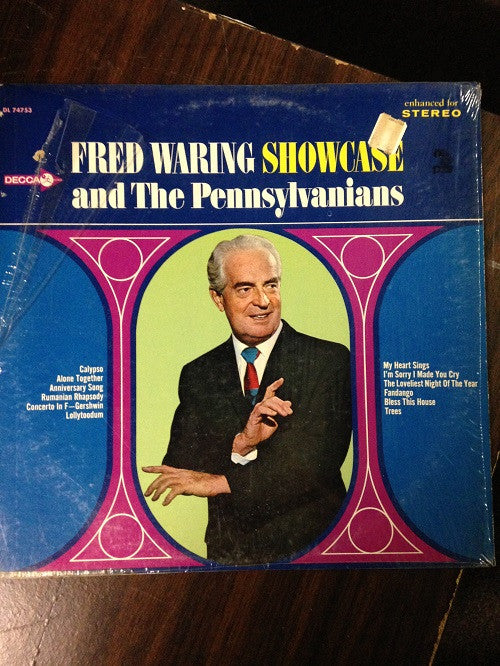 DL 74753
enhanced for
STEREO
FRED WARING SHOWCASE
DECCA
and The Pennsylvanians
Calypso
Alone Together
Anniversary Song
Rumanian Rhapsody
Concerto In F—Gershwin
Lollytoodum
My Heart Sings
I'm Sorry I Made You Cry
The Loveliest Night Of The Year
Fandango
Bless This House
Trees